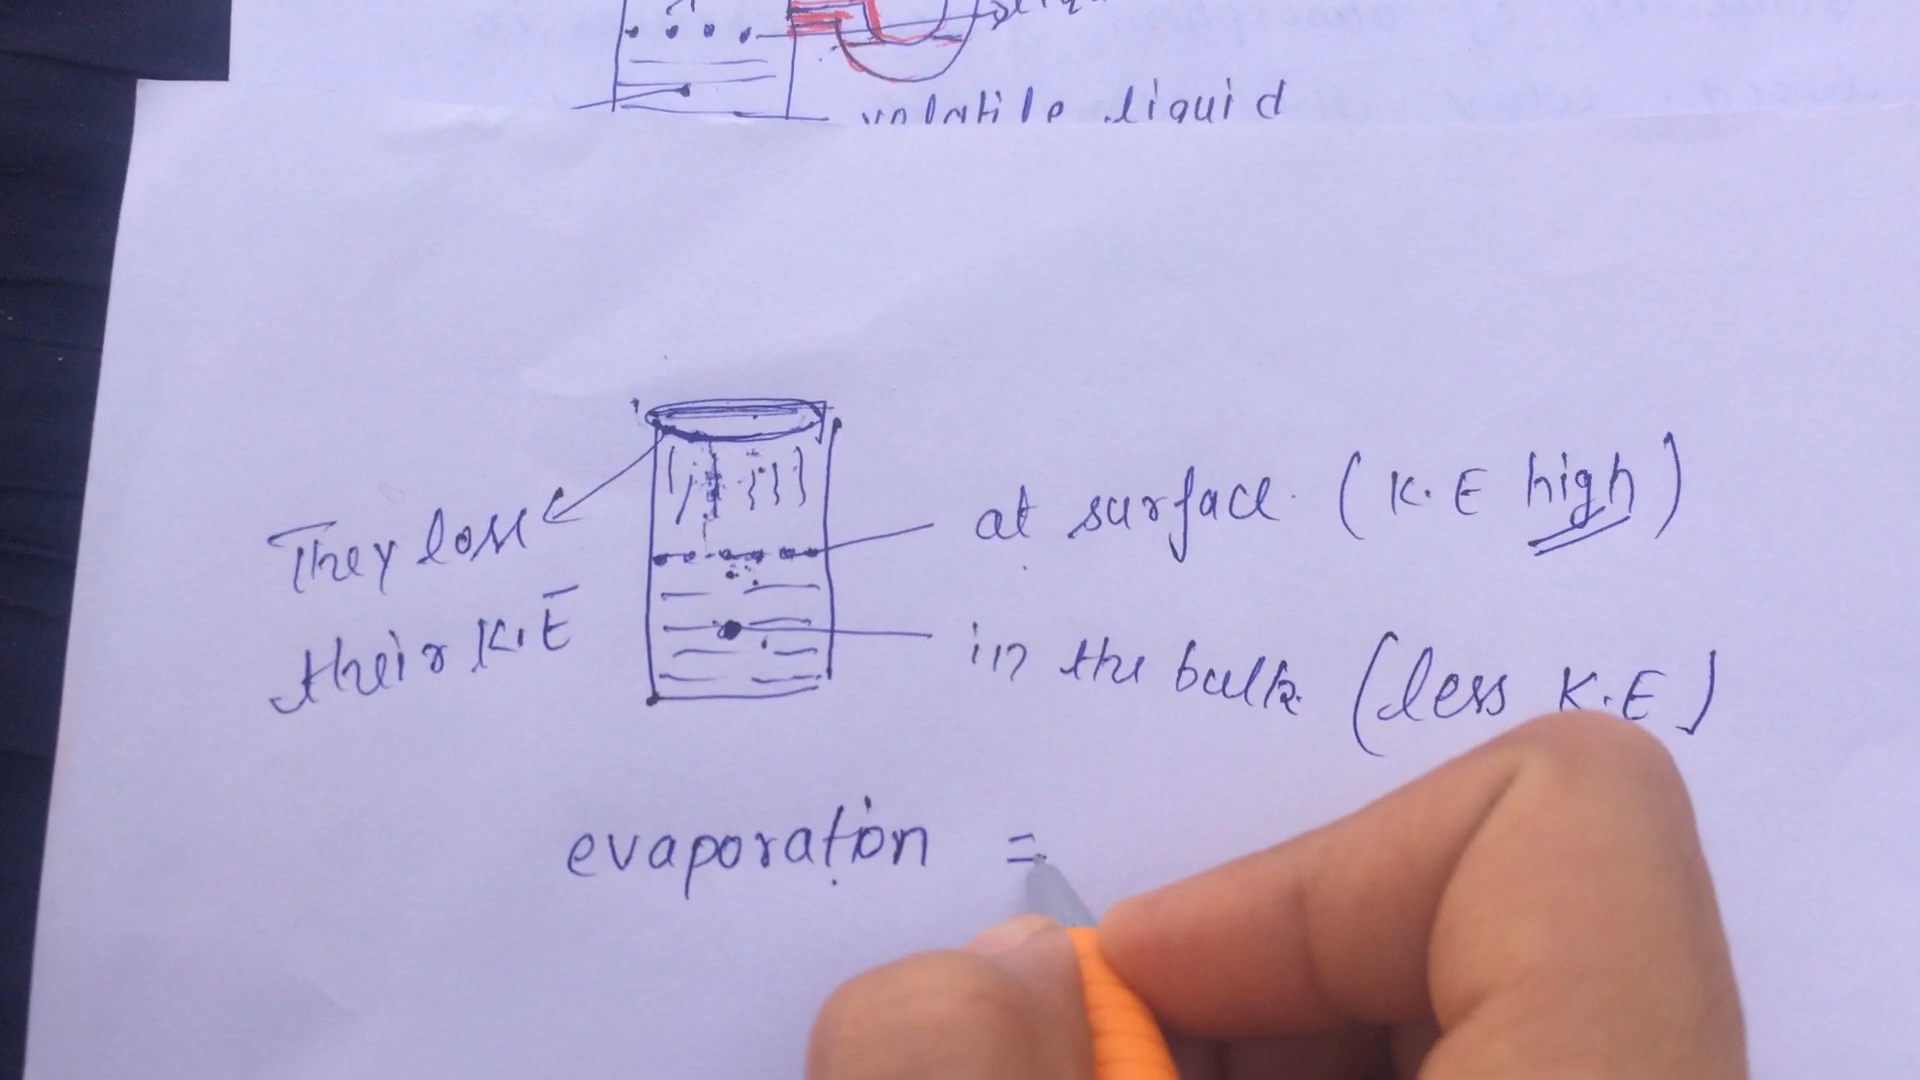 volatile liquid
at surface (K.E high)
They loss
their K.E
in the bulk (less K.E)
evaporation =